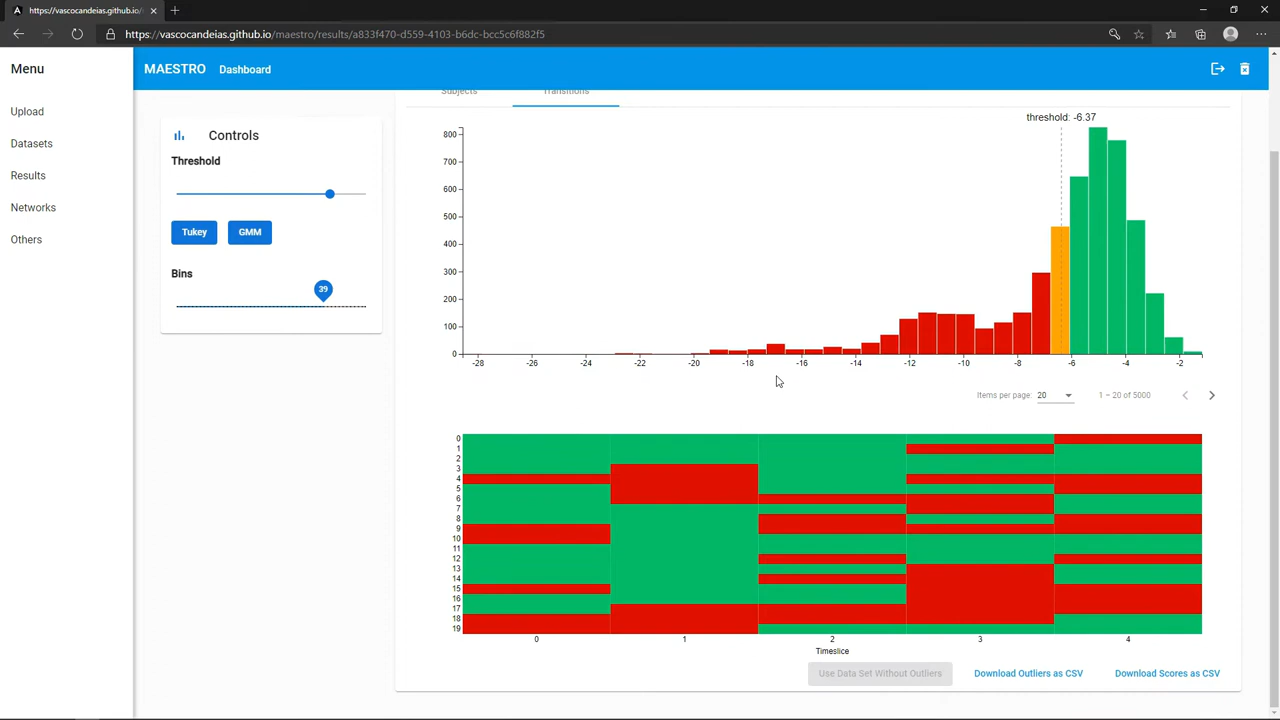 https://vascocandeias.github.io/
https://vascocandeias.github.io/maestro/results/a833f470-d559-4103-b6dc-bcc5c6f882f5
Menu
MAESTRO Dashboard
Upload
Datasets
Results
Networks
Others
Controls
Threshold
Tukey GMM
Bins
39
Subjects Transitions
threshold: -6.37
800
700
600
500
400
300
200
100
0
-28 -26 -24 -22 -20 -18 -16 -14 -12 -10 -8 -6 -4 -2
Items per page: 20 1 – 20 of 5000
0
1
2
3
4
5
6
7
8
9
10
11
12
13
14
15
16
17
18
19
0 1 2 3 4
Timeslice
Use Data Set Without Outliers Download Outliers as CSV Download Scores as CSV